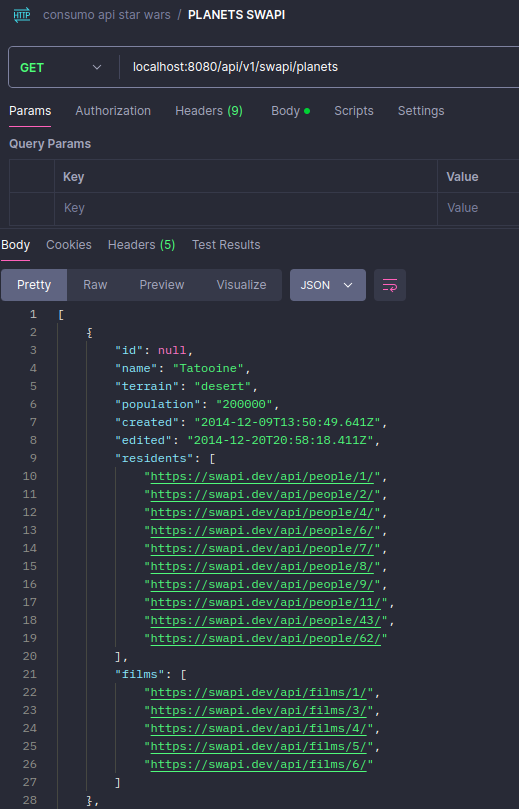 HTTP consumo api star wars / PLANETS SWAPI
GET localhost:8080/api/v1/swapi/planets
Params Authorization Headers (9) Body Scripts Settings
Query Params
Key Value
Key Value
Body Cookies Headers (5) Test Results
Pretty Raw Preview Visualize JSON
1 [
2 {
3 "id": null,
4 "name": "Tatooine",
5 "terrain": "desert",
6 "population": "200000",
7 "created": "2014-12-09T13:50:49.641Z",
8 "edited": "2014-12-20T20:58:18.411Z",
9 "residents": [
10 "https://swapi.dev/api/people/1/",
11 "https://swapi.dev/api/people/2/",
12 "https://swapi.dev/api/people/4/",
13 "https://swapi.dev/api/people/6/",
14 "https://swapi.dev/api/people/7/",
15 "https://swapi.dev/api/people/8/",
16 "https://swapi.dev/api/people/9/",
17 "https://swapi.dev/api/people/11/",
18 "https://swapi.dev/api/people/43/",
19 "https://swapi.dev/api/people/62/"
20 ],
21 "films": [
22 "https://swapi.dev/api/films/1/",
23 "https://swapi.dev/api/films/3/",
24 "https://swapi.dev/api/films/4/",
25 "https://swapi.dev/api/films/5/",
26 "https://swapi.dev/api/films/6/"
27 ]
28 },